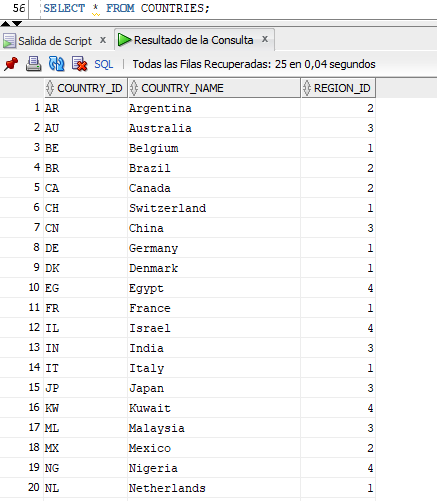 56 SELECT * FROM COUNTRIES;
Salida de Script x Resultado de la Consulta x
SQL | Todas las Filas Recuperadas: 25 en 0,04 segundos
COUNTRY_ID COUNTRY_NAME REGION_ID
1 AR Argentina 2
2 AU Australia 3
3 BE Belgium 1
4 BR Brazil 2
5 CA Canada 2
6 CH Switzerland 1
7 CN China 3
8 DE Germany 1
9 DK Denmark 1
10 EG Egypt 4
11 FR France 1
12 IL Israel 4
13 IN India 3
14 IT Italy 1
15 JP Japan 3
16 KW Kuwait 4
17 ML Malaysia 3
18 MX Mexico 2
19 NG Nigeria 4
20 NL Netherlands 1